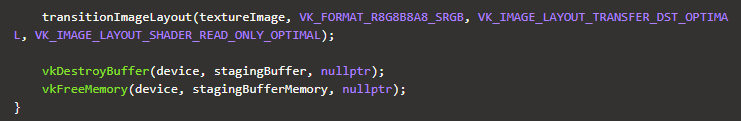 transitionImageLayout(textureImage, VK_FORMAT_R8G8B8A8_SRGB, VK_IMAGE_LAYOUT_TRANSFER_DST_OPTIMA
L, VK_IMAGE_LAYOUT_SHADER_READ_ONLY_OPTIMAL);
vkDestroyBuffer(device, stagingBuffer, nullptr);
vkFreeMemory(device, stagingBufferMemory, nullptr);
}